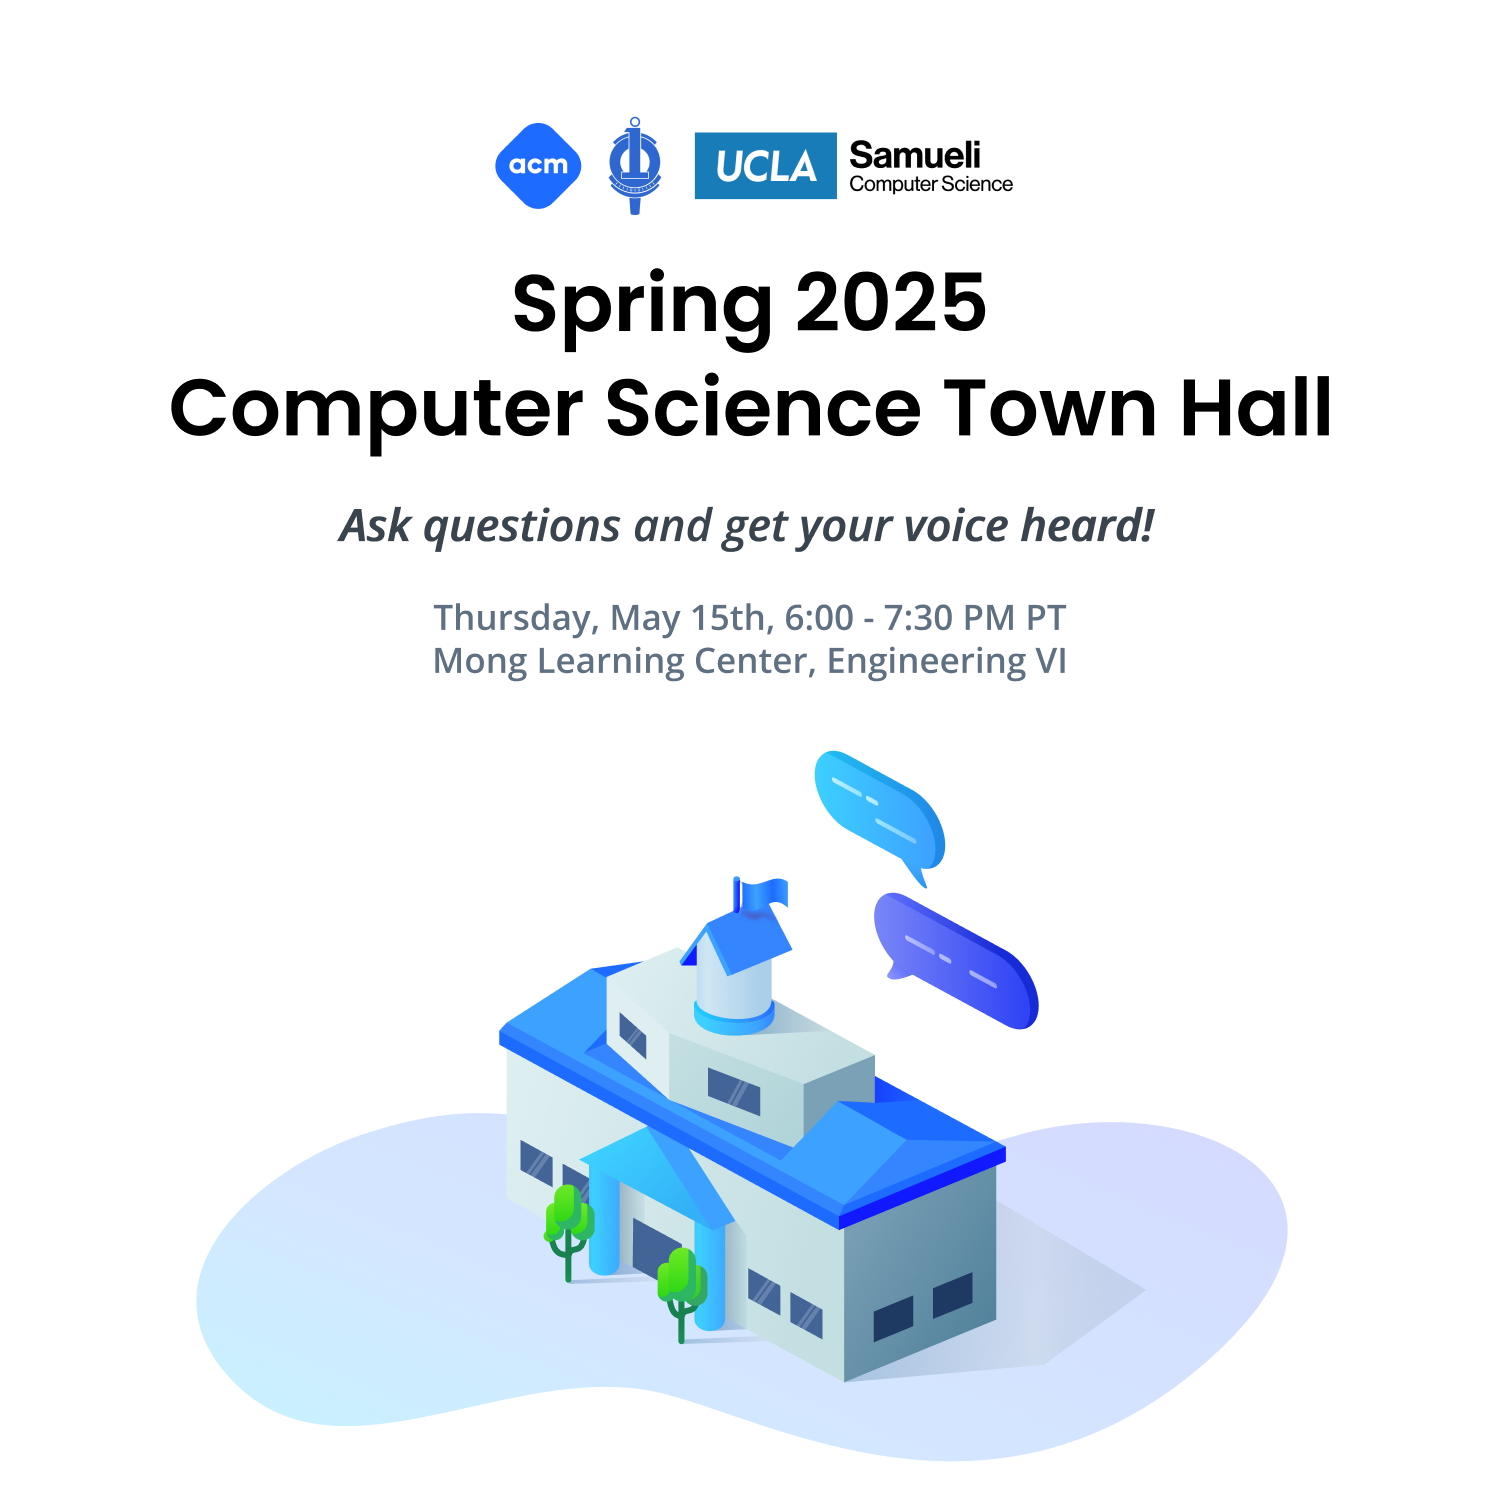 acm
UCLA Samueli
Computer Science
Spring 2025
Computer Science Town Hall
Ask questions and get your voice heard!
Thursday, May 15th, 6:00 - 7:30 PM PT
Mong Learning Center, Engineering VI